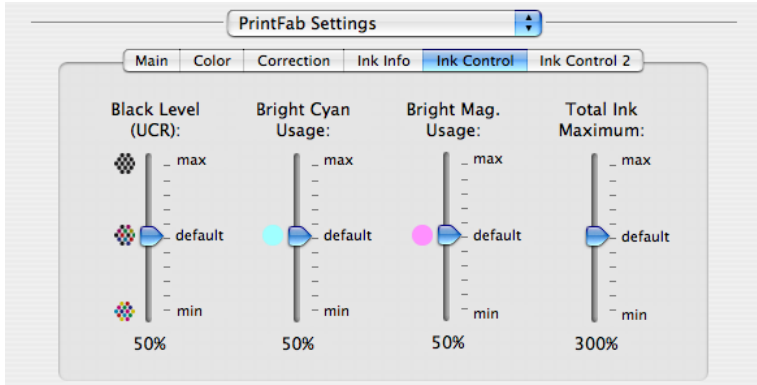 PrintFab Settings
Main Color Correction Ink Info Ink Control Ink Control 2
Black Level
(UCR):
max
default
min
50%
Bright Cyan
Usage:
max
default
min
50%
Bright Mag.
Usage:
max
default
min
50%
Total Ink
Maximum:
max
default
min
300%